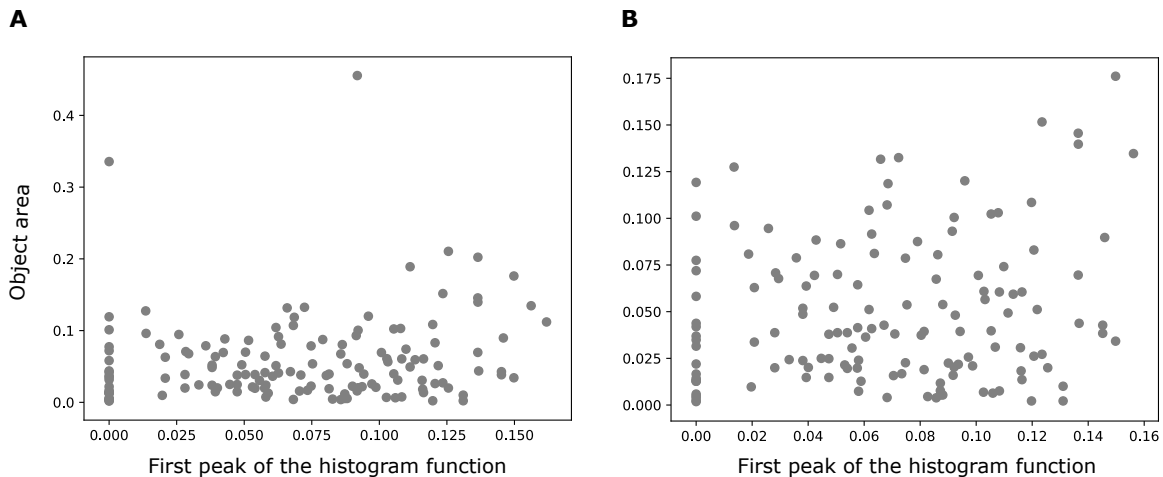 A
B
Object area
0.4
0.3
0.2
0.1
0.0
0.000 0.025 0.050 0.075 0.100 0.125 0.150
First peak of the histogram function
0.175
0.150
0.125
0.100
0.075
0.050
0.025
0.000
0.00 0.02 0.04 0.06 0.08 0.10 0.12 0.14 0.16
First peak of the histogram function